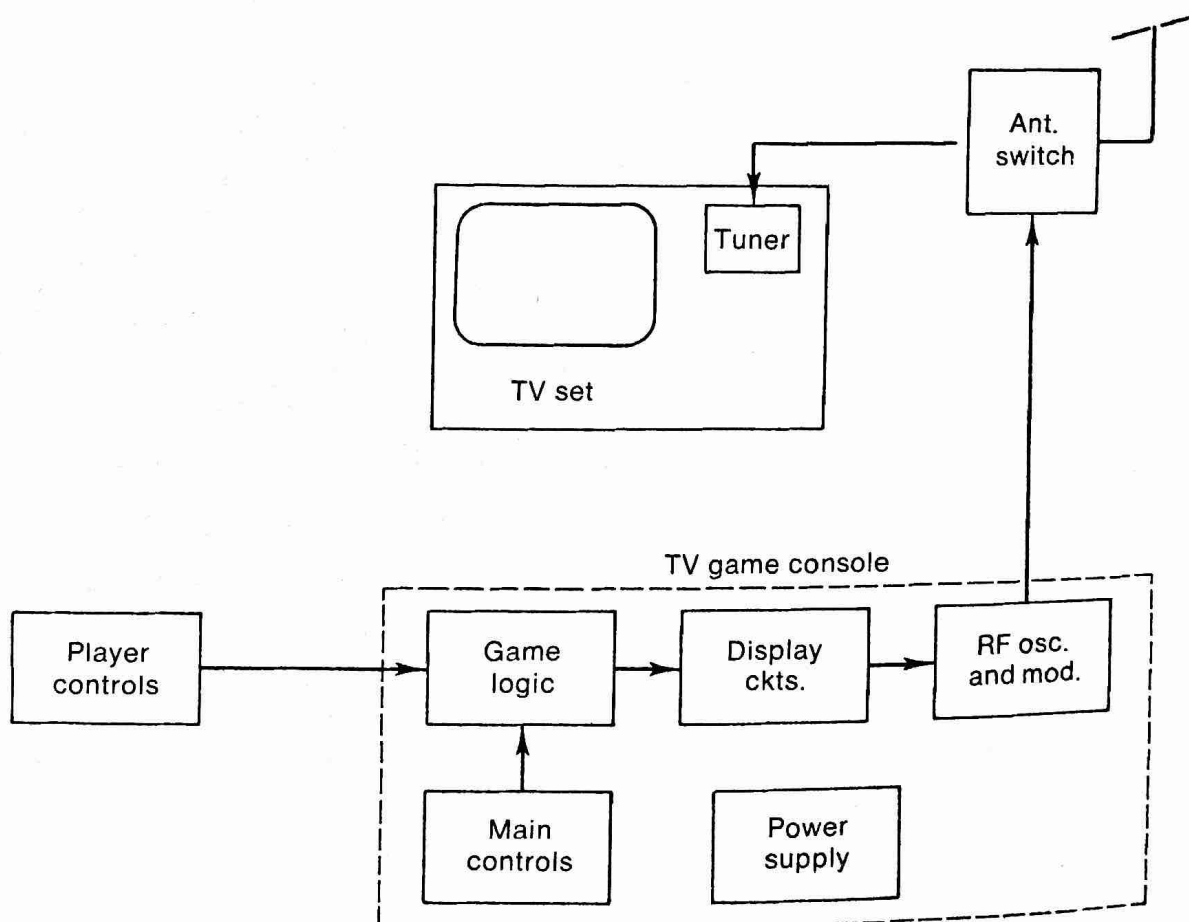 Ant.
switch
Tuner
TV set
TV game console
Player
controls
Game
logic
Display
ckts.
RF osc.
and mod.
Main
controls
Power
supply